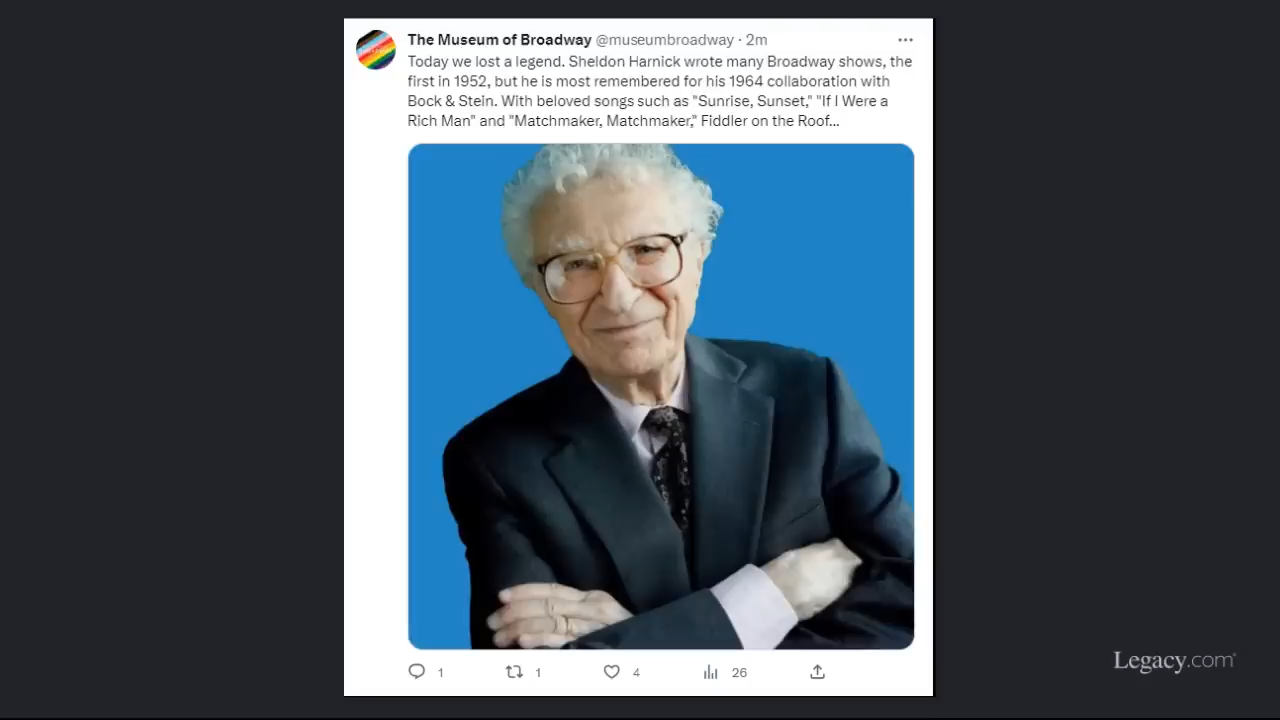 The Museum of Broadway @museumbroadway · 2m
Today we lost a legend. Sheldon Harnick wrote many Broadway shows, the
first in 1952, but he is most remembered for his 1964 collaboration with
Bock & Stein. With beloved songs such as "Sunrise, Sunset," "If I Were a
Rich Man" and "Matchmaker, Matchmaker," Fiddler on the Roof...
1 1 4 26
Legacy.com